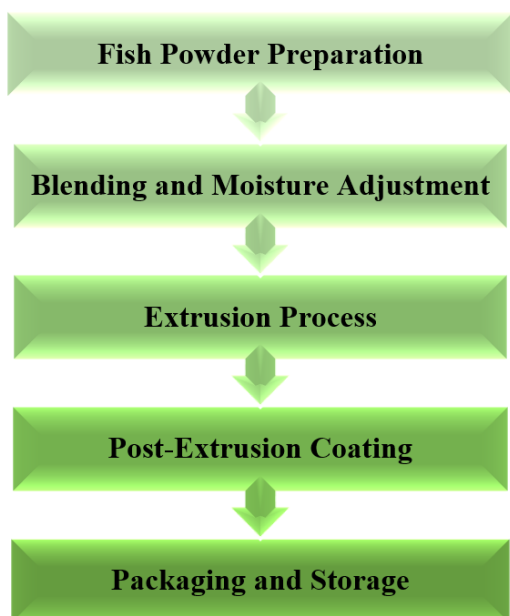 Fish Powder Preparation
Blending and Moisture Adjustment
Extrusion Process
Post-Extrusion Coating
Packaging and Storage